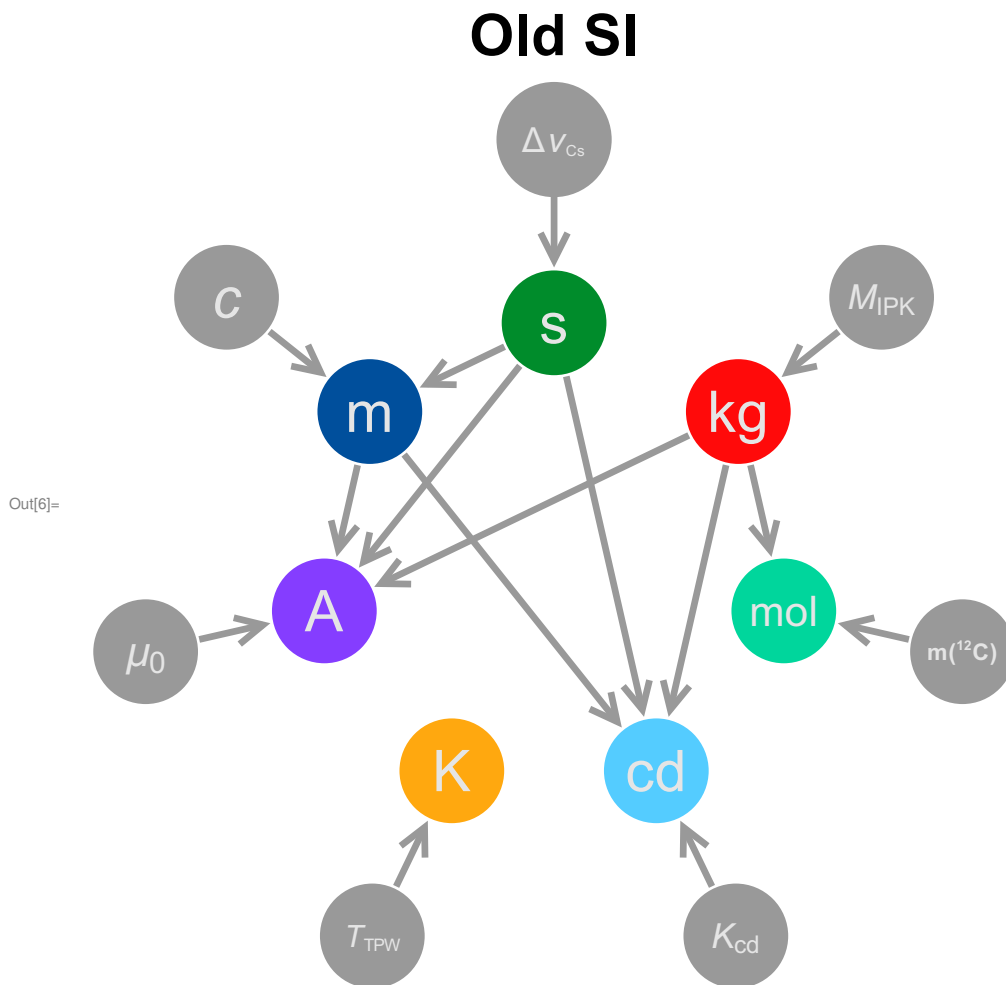 Old SI
Δν_Cs
c
s
M_IPK
m
kg
Out[6]=
A
mol
μ₀
m(¹²C)
K
cd
T_TPW
K_cd